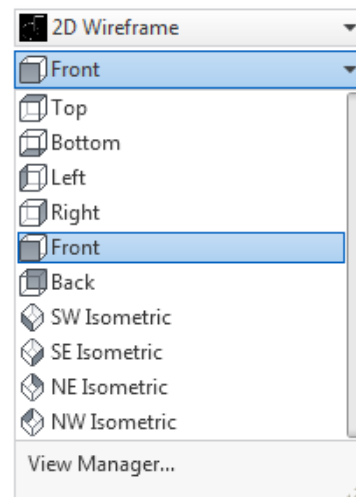 2D Wireframe
Front
Top
Bottom
Left
Right
Front
Back
SW Isometric
SE Isometric
NE Isometric
NW Isometric
View Manager...